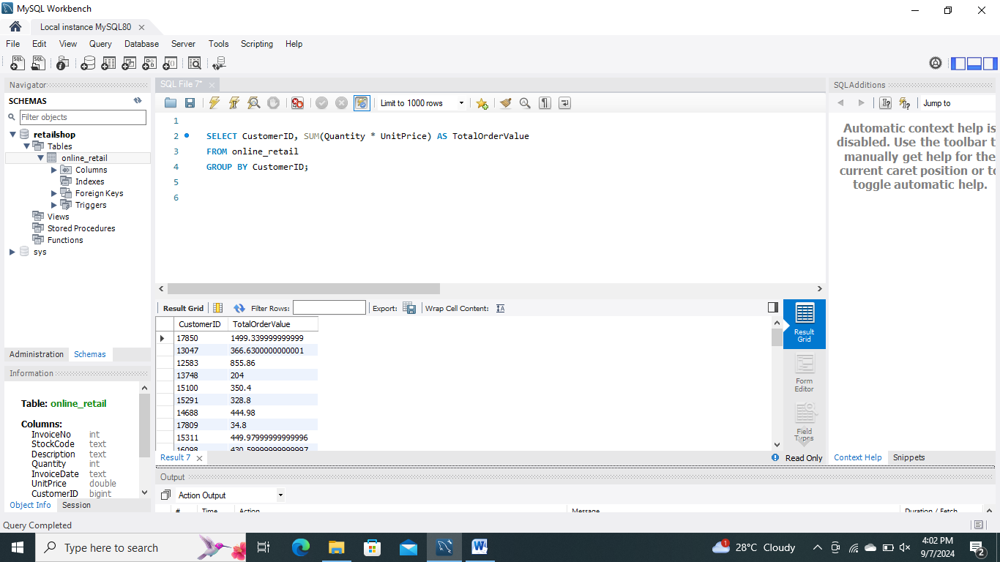 MySQL Workbench
Local instance MySQL80
File Edit View Query Database Server Tools Scripting Help
Navigator
SCHEMAS
Filter objects
retailshop
Tables
online_retail
Columns
Indexes
Foreign Keys
Triggers
Views
Stored Procedures
Functions
sys
Administration Schemas
Information
Table: online_retail
Columns:
InvoiceNo int
StockCode text
Description text
Quantity int
InvoiceDate text
UnitPrice double
CustomerID bigint
Object Info Session
SQL File 7*
Limit to 1000 rows
1
2 SELECT CustomerID, SUM(Quantity * UnitPrice) AS TotalOrderValue
3 FROM online_retail
4 GROUP BY CustomerID;
5
6
Result Grid Filter Rows: Export: Wrap Cell Content:
CustomerID TotalOrderValue
17850 1499.339999999999
13047 366.6300000000001
12583 855.86
13748 204
15100 350.4
15291 328.8
14688 444.98
17809 34.8
15311 449.97999999999996
16098 430.59999999999997
Result Grid
Form Editor
Field Types
Result 7
Read Only
Output
Action Output
# Time Action Message Duration / Fetch
SQLAdditions
Jump to
Automatic context help is
disabled. Use the toolbar t
manually get help for the
current caret position or to
toggle automatic help.
Context Help Snippets
Query Completed
Type here to search
1
28°C Cloudy
4:02 PM
9/7/2024
2